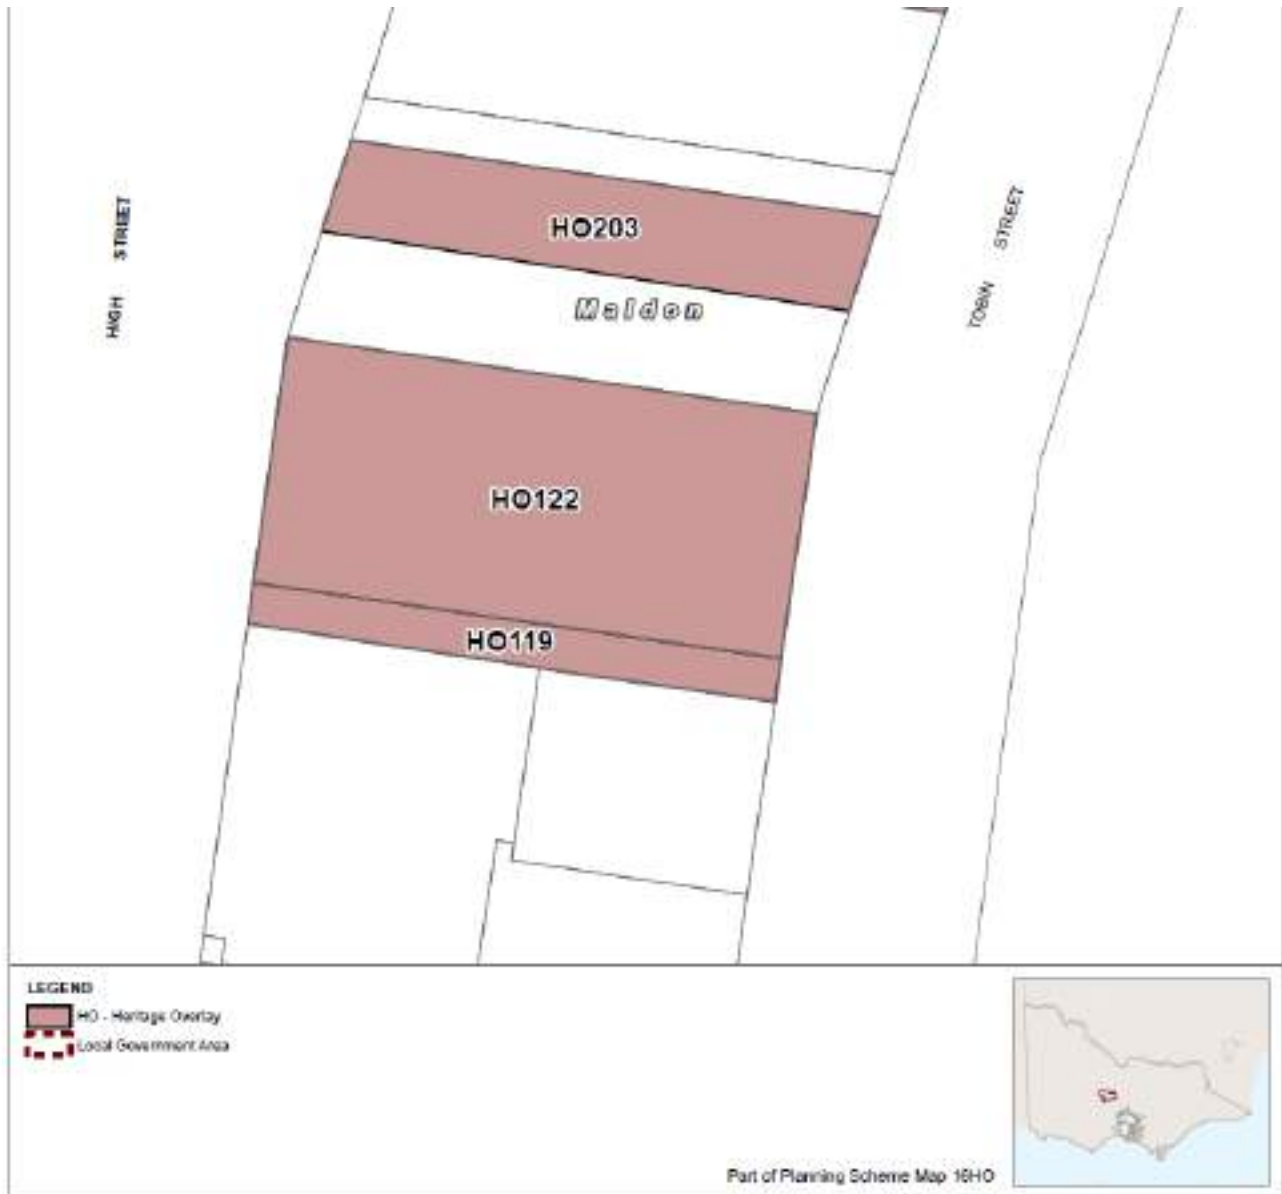 HIGH STREET
HO203
Maldon
TOBIN STREET
HO122
HO119
LEGEND
HO - Heritage Overlay
Local Government Area
Part of Planning Scheme Map 16HO